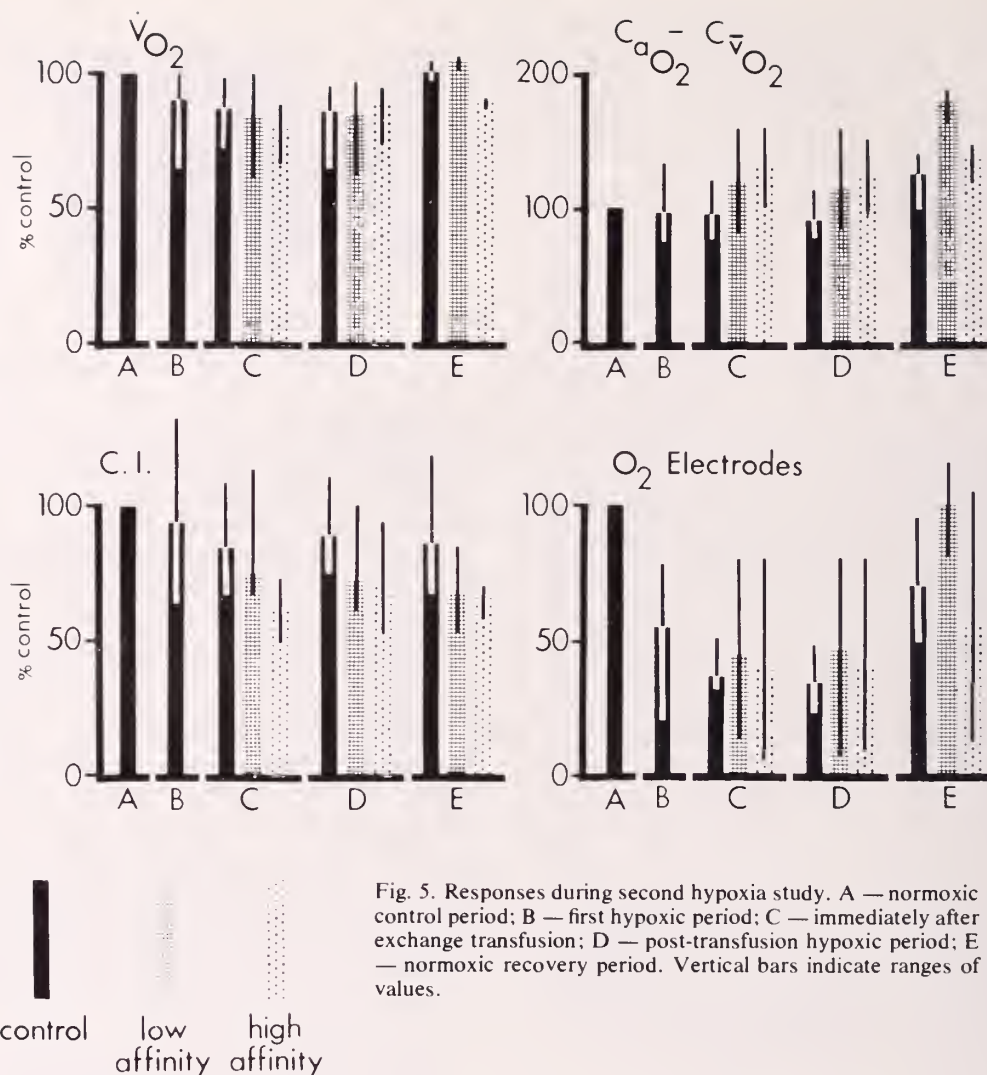 V̇O₂
CaO₂ - Cv̄O₂
% control
100
50
0
A B C D E
200
100
0
A B C D E
C. I.
% control
100
50
0
A B C D E
O₂ Electrodes
100
50
0
A B C D E
control
low affinity
high affinity
Fig. 5. Responses during second hypoxia study. A — normoxic
control period; B — first hypoxic period; C — immediately after
exchange transfusion; D — post-transfusion hypoxic period; E
— normoxic recovery period. Vertical bars indicate ranges of
values.